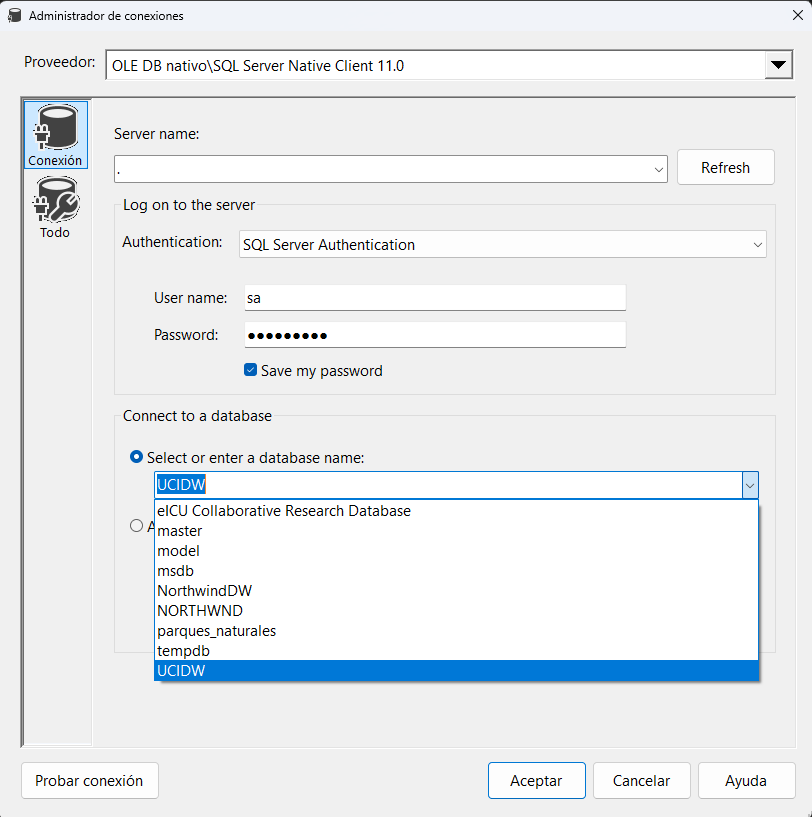 Administrador de conexiones
Proveedor: OLE DB nativo\SQL Server Native Client 11.0
Conexión
Todo
Server name:
.
Refresh
Log on to the server
Authentication: SQL Server Authentication
User name: sa
Password: ●●●●●●●●●
Save my password
Connect to a database
Select or enter a database name:
UCIDW
A
eICU Collaborative Research Database
master
model
msdb
NorthwindDW
NORTHWND
parques_naturales
tempdb
UCIDW
Probar conexión
Aceptar
Cancelar
Ayuda